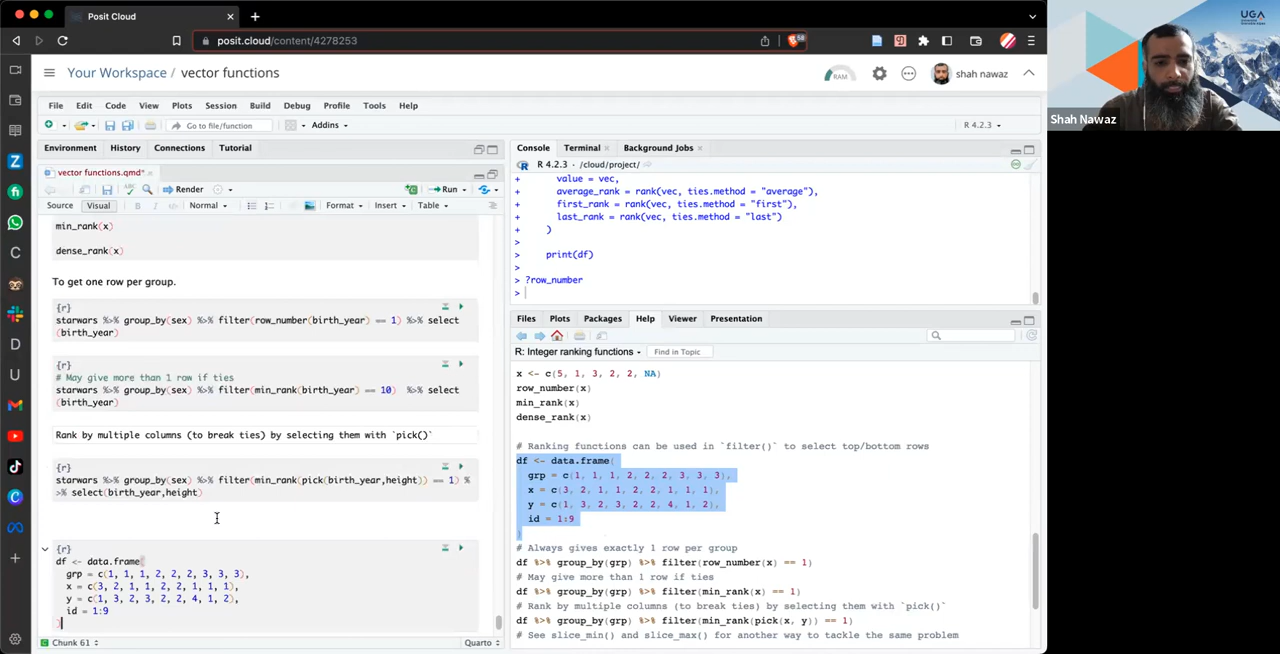 Posit Cloud
posit.cloud/content/4278253
58
UGA
Your Workspace / vector functions
RAM
shah nawaz
File Edit Code View Plots Session Build Debug Profile Tools Help
Go to file/function
Addins
R 4.2.3
Environment History Connections Tutorial
vector functions.qmd*
Render
Run
Source Visual
B I
Normal
Format Insert Table
min_rank(x)
dense_rank(x)
To get one row per group.
{r}
starwars %>% group_by(sex) %>% filter(row_number(birth_year) == 1) %>% select
(birth_year)
{r}
# May give more than 1 row if ties
starwars %>% group_by(sex) %>% filter(min_rank(birth_year) == 10) %>% select
(birth_year)
Rank by multiple columns (to break ties) by selecting them with `pick()`
{r}
starwars %>% group_by(sex) %>% filter(min_rank(pick(birth_year,height)) == 1) %
>% select(birth_year,height)
{r}
df <- data.frame(
grp = c(1, 1, 1, 2, 2, 2, 3, 3, 3),
x = c(3, 2, 1, 1, 2, 2, 1, 1, 1),
y = c(1, 3, 2, 3, 2, 2, 4, 1, 2),
id = 1:9
)
Chunk 61
Quarto
Console Terminal Background Jobs
R 4.2.3 · /cloud/project/
+ value = vec,
+ average_rank = rank(vec, ties.method = "average"),
+ first_rank = rank(vec, ties.method = "first"),
+ last_rank = rank(vec, ties.method = "last")
+ )
>
> print(df)
>
> ?row_number
>
Files Plots Packages Help Viewer Presentation
R: Integer ranking functions
Find in Topic
x <- c(5, 1, 3, 2, 2, NA)
row_number(x)
min_rank(x)
dense_rank(x)
# Ranking functions can be used in `filter()` to select top/bottom rows
df <- data.frame(
grp = c(1, 1, 1, 2, 2, 2, 3, 3, 3),
x = c(3, 2, 1, 1, 2, 2, 1, 1, 1),
y = c(1, 3, 2, 3, 2, 2, 4, 1, 2),
id = 1:9
)
# Always gives exactly 1 row per group
df %>% group_by(grp) %>% filter(row_number(x) == 1)
# May give more than 1 row if ties
df %>% group_by(grp) %>% filter(min_rank(x) == 1)
# Rank by multiple columns (to break ties) by selecting them with `pick()`
df %>% group_by(grp) %>% filter(min_rank(pick(x, y)) == 1)
# See slice_min() and slice_max() for another way to tackle the same problem
Shah Nawaz